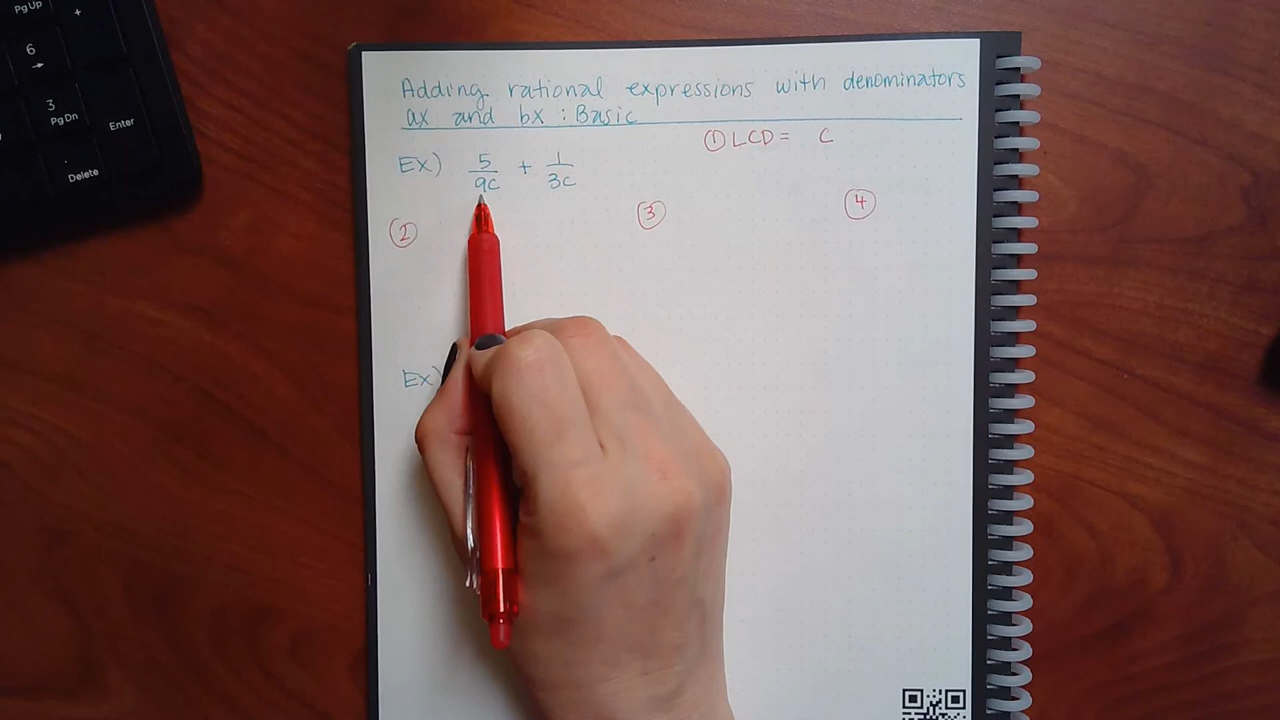 PgUp
+
6
→
3
PgDn
Enter
.
Delete
Adding rational expressions with denominators
ax and bx : Basic
① LCD = C
Ex) 5/9c + 1/3c
② ③ ④
Ex)